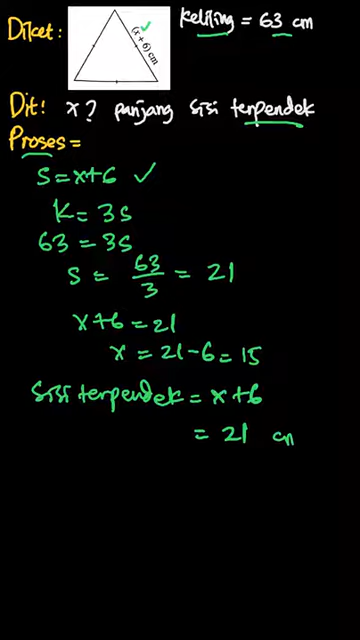 Diket: (x + 6) cm keliling = 63 cm
Dit: x? panjang sisi terpendek
Proses=
S=x+6 ✓
K = 3s
63 = 3s
s = 63/3 = 21
x+6 = 21
x = 21-6 = 15
Sisi terpendek = x+6
= 21 cm